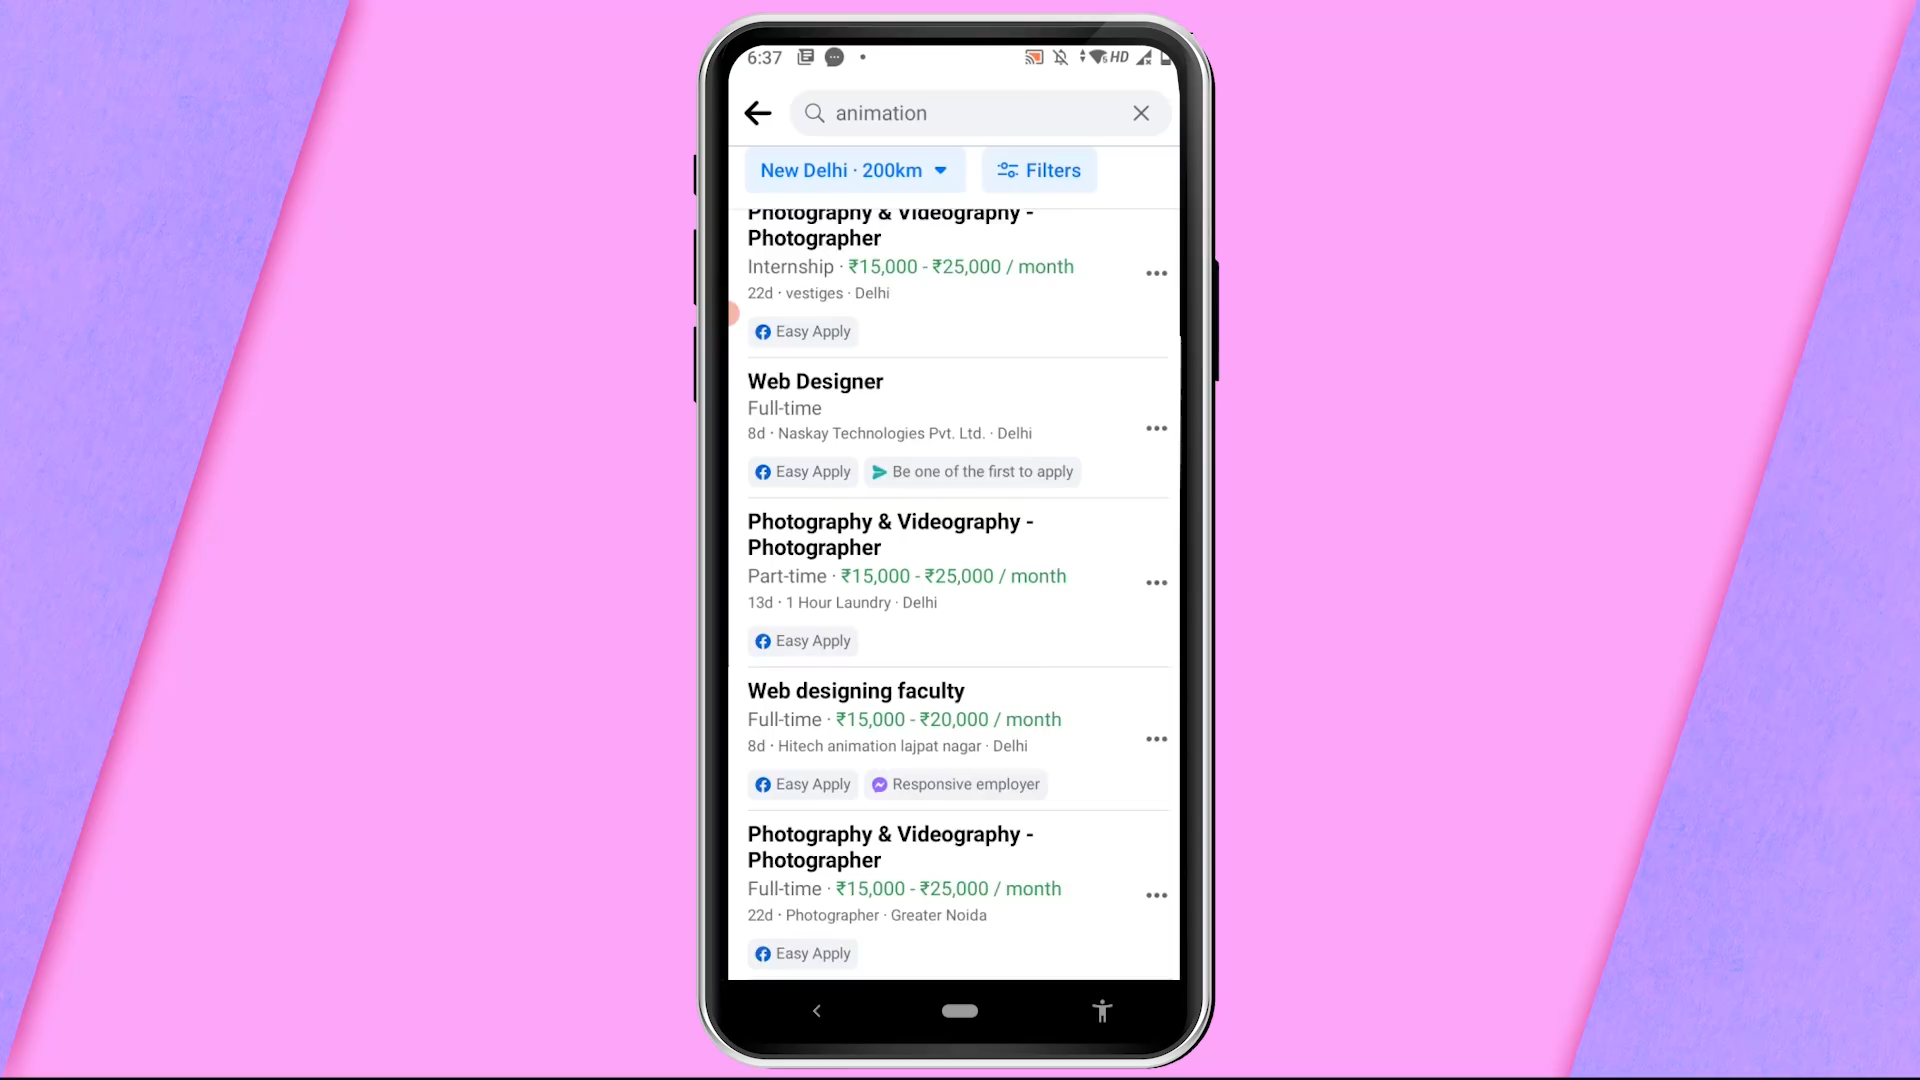 6:37
HD
animation
New Delhi · 200km
Filters
Photography & Videography -
Photographer
Internship · ₹15,000 - ₹25,000 / month
22d · vestiges · Delhi
Easy Apply
Web Designer
Full-time
8d · Naskay Technologies Pvt. Ltd. · Delhi
Easy Apply
Be one of the first to apply
Photography & Videography -
Photographer
Part-time · ₹15,000 - ₹25,000 / month
13d · 1 Hour Laundry · Delhi
Easy Apply
Web designing faculty
Full-time · ₹15,000 - ₹20,000 / month
8d · Hitech animation lajpat nagar · Delhi
Easy Apply
Responsive employer
Photography & Videography -
Photographer
Full-time · ₹15,000 - ₹25,000 / month
22d · Photographer · Greater Noida
Easy Apply